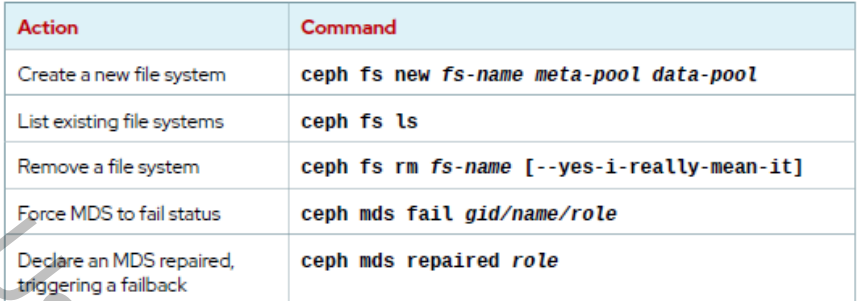 Action Command
Create a new file system ceph fs new fs-name meta-pool data-pool
List existing file systems ceph fs ls
Remove a file system ceph fs rm fs-name [--yes-i-really-mean-it]
Force MDS to fail status ceph mds fail gid/name/role
Declare an MDS repaired, ceph mds repaired role
triggering a failback